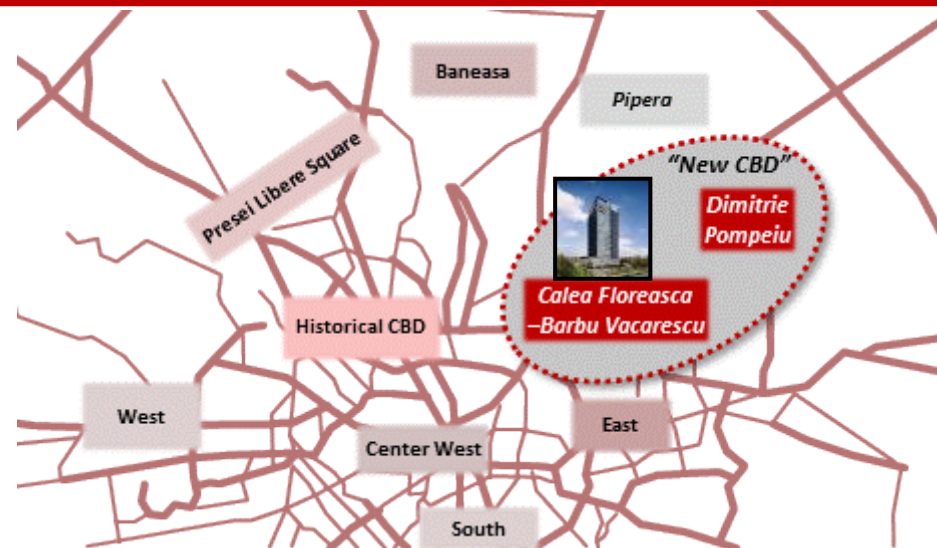 Baneasa
Pipera
Presei Libere Square
"New CBD"
Dimitrie
Pompeiu
Calea Floreasca
–Barbu Vacarescu
Historical CBD
West
East
Center West
South